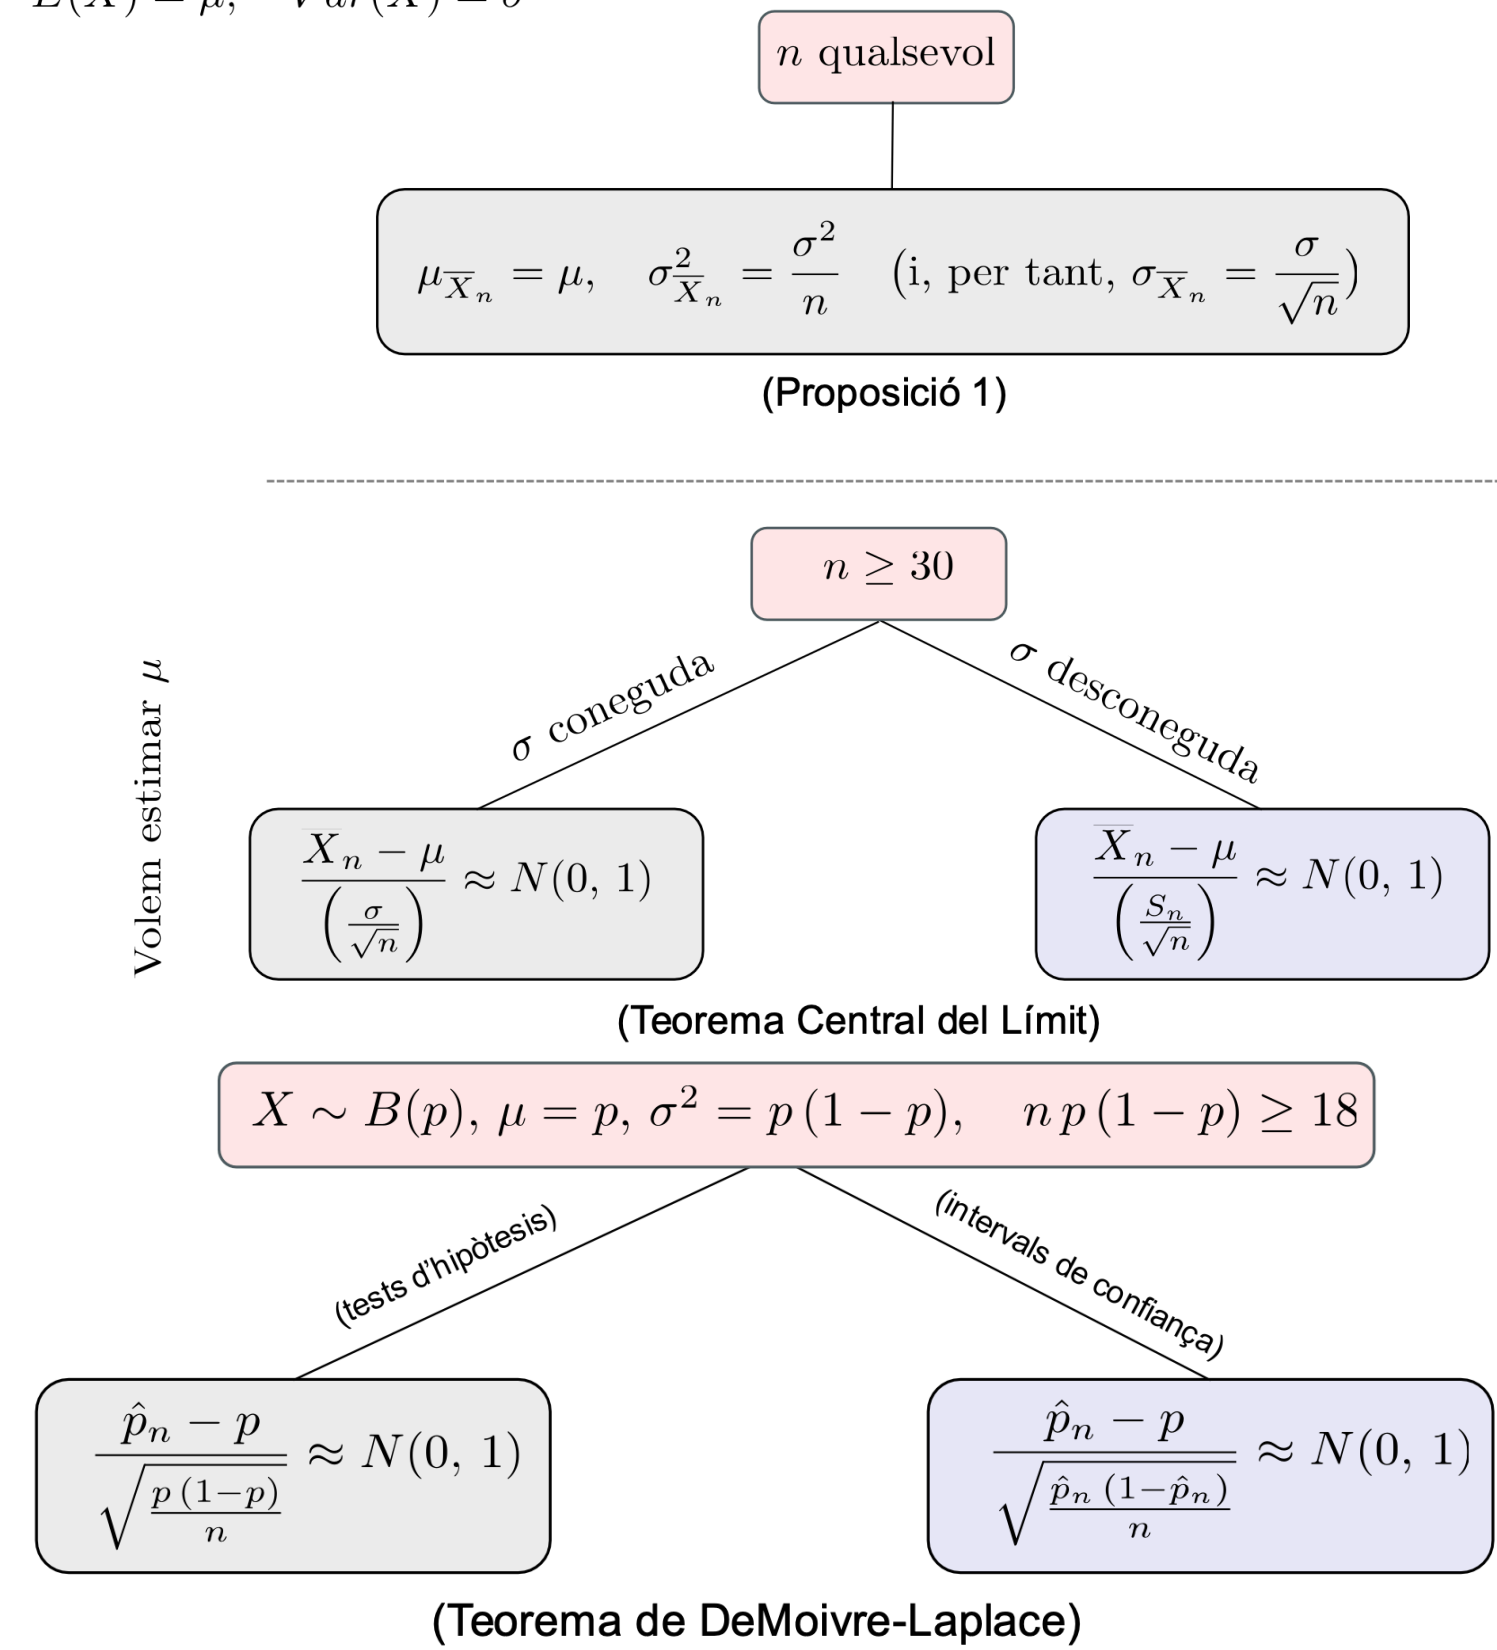 E(X) = μ, Var(X) = σ
n qualsevol
μ_{X̅_n} = μ, σ²_{X̅_n} = σ²/n (i, per tant, σ_{X̅_n} = σ/√n)
(Proposició 1)
n ≥ 30
Volem estimar μ
σ coneguda
σ desconeguda
(X̅_n − μ)/(σ/√n) ≈ N(0, 1)
(X̅_n − μ)/(S_n/√n) ≈ N(0, 1)
(Teorema Central del Límit)
X ∼ B(p), μ = p, σ² = p (1 − p), n p (1 − p) ≥ 18
(tests d'hipòtesis)
(intervals de confiança)
(p̂_n − p)/√(p (1−p)/n) ≈ N(0, 1)
(p̂_n − p)/√(p̂_n (1−p̂_n)/n) ≈ N(0, 1)
(Teorema de DeMoivre-Laplace)